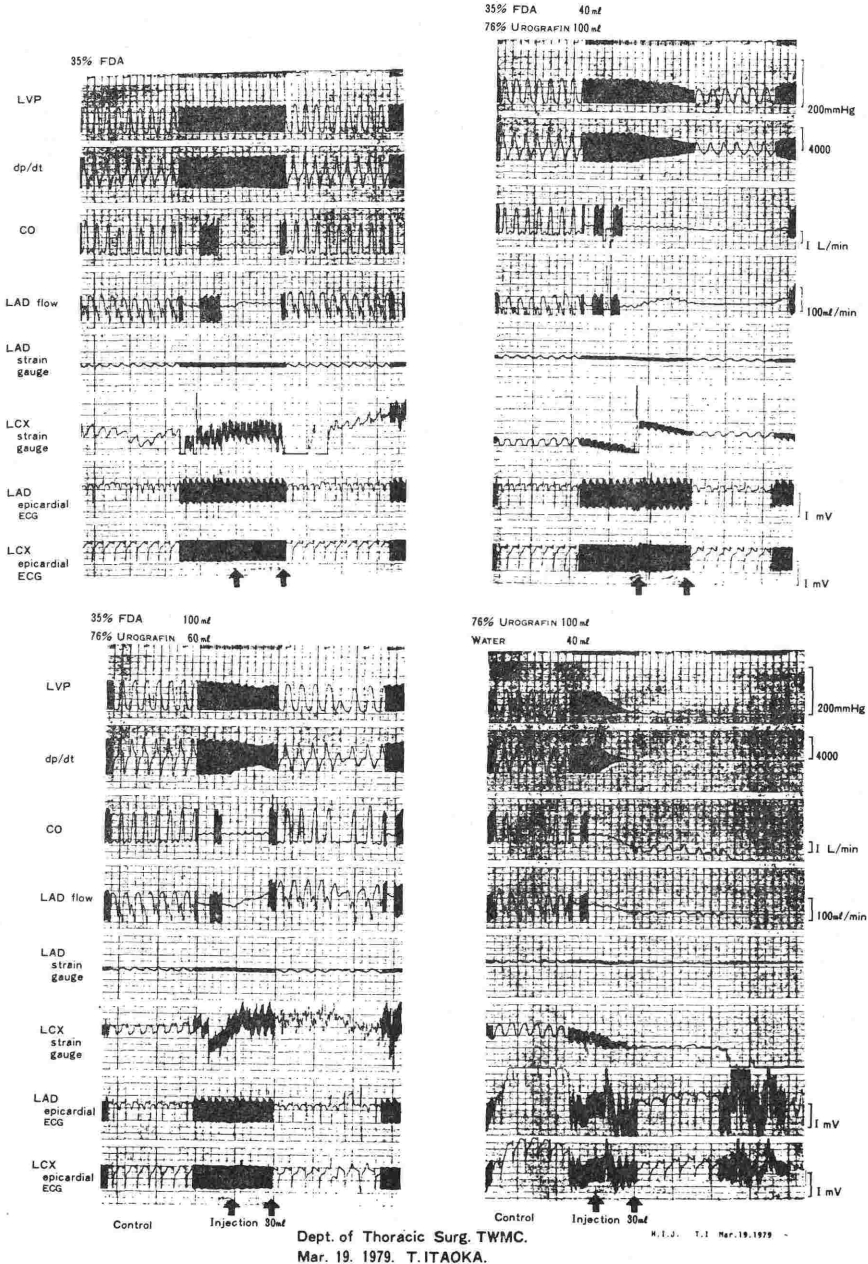 35% FDA
LVP
dp/dt
CO
LAD flow
LAD
strain
gauge
LCX
strain
gauge
LAD
epicardial
ECG
LCX
epicardial
ECG
35% FDA 40 ml
76% UROGRAFIN 100 ml
200mmHg
4000
1 L/min
100ml/min
1 mV
1 mV
35% FDA 100 ml
76% UROGRAFIN 60 ml
LVP
dp/dt
CO
LAD flow
LAD
strain
gauge
LCX
strain
gauge
LAD
epicardial
ECG
LCX
epicardial
ECG
Control Injection 30ml
76% UROGRAFIN 100 ml
WATER 40 ml
200mmHg
4000
1 L/min
100ml/min
1 mV
1 mV
Control Injection 30ml
H.I.J. T.I Mar.19.1979 -
Dept. of Thoracic Surg. TWMC.
Mar. 19. 1979. T. ITAOKA.